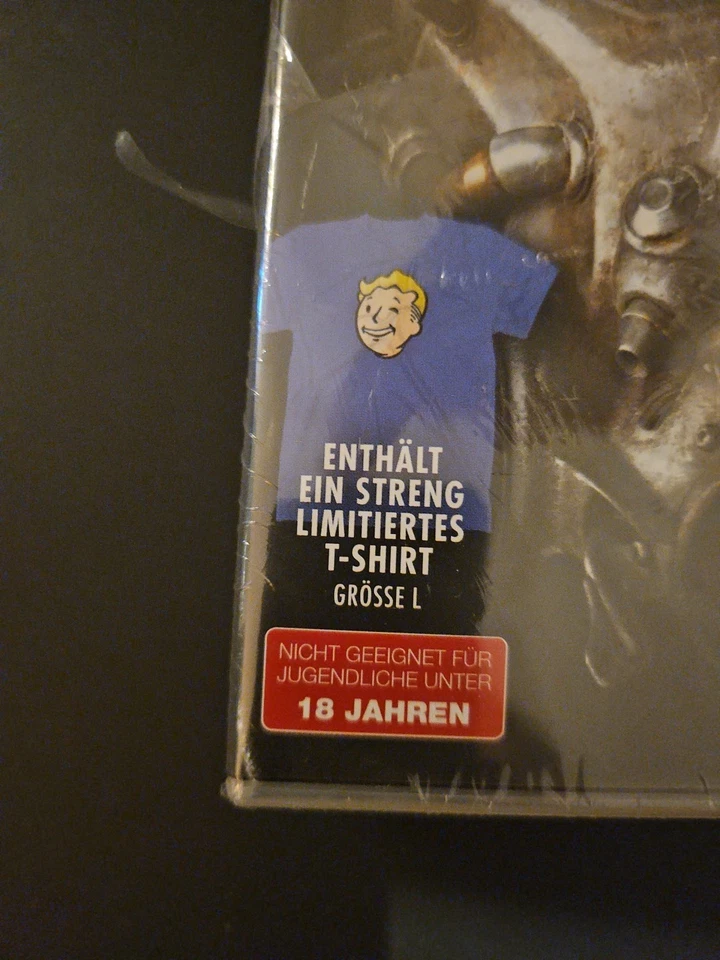 ENTHÄLT
EIN STRENG
LIMITIERTES
T-SHIRT
GRÖSSE L
NICHT GEEIGNET FÜR
JUGENDLICHE UNTER
18 JAHREN